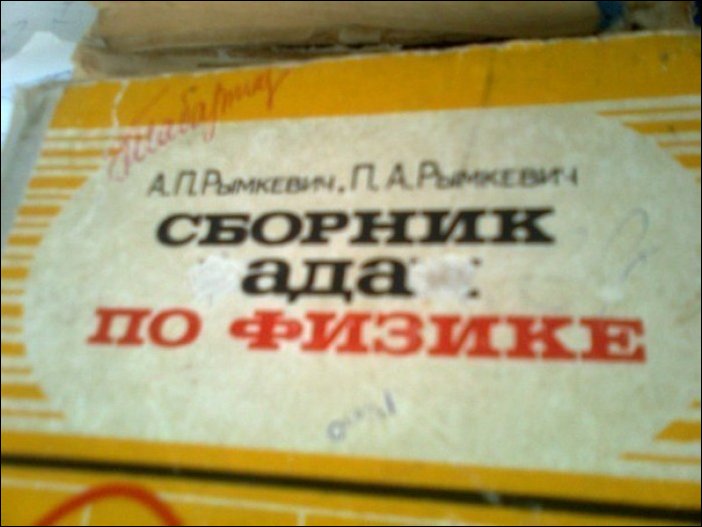 А.П.Рымкевич, П.А.Рымкевич
СБОРНИК
ада
ПО ФИЗИКЕ